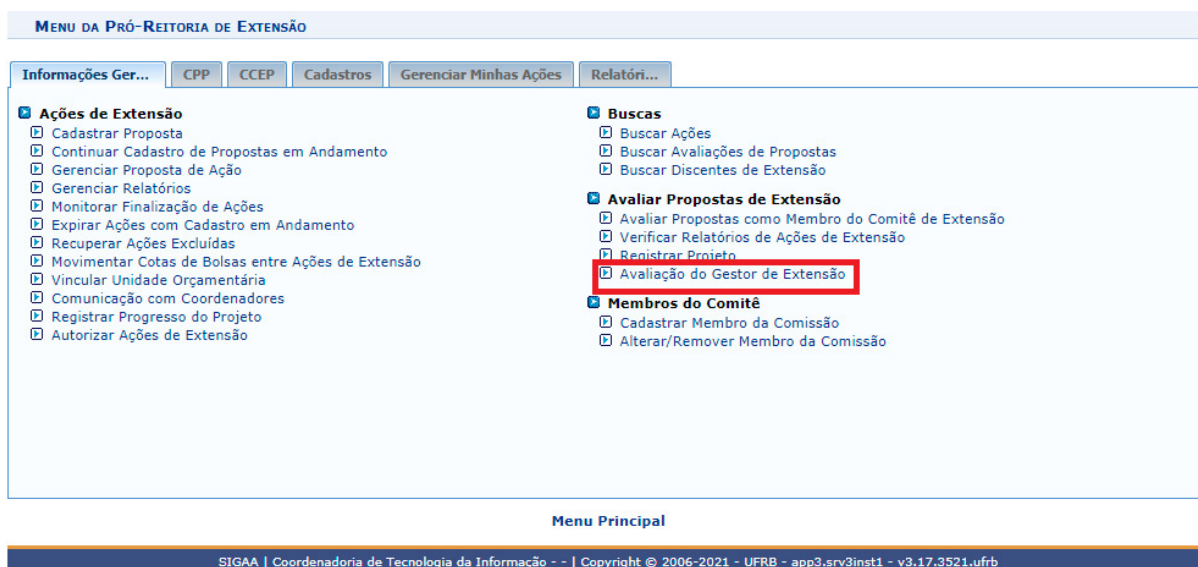 MENU DA PRÓ-REITORIA DE EXTENSÃO
Informações Ger...
CPP
CCEP
Cadastros
Gerenciar Minhas Ações
Relatóri...
Ações de Extensão
Cadastrar Proposta
Continuar Cadastro de Propostas em Andamento
Gerenciar Proposta de Ação
Gerenciar Relatórios
Monitorar Finalização de Ações
Expirar Ações com Cadastro em Andamento
Recuperar Ações Excluídas
Movimentar Cotas de Bolsas entre Ações de Extensão
Vincular Unidade Orçamentária
Comunicação com Coordenadores
Registrar Progresso do Projeto
Autorizar Ações de Extensão
Buscas
Buscar Ações
Buscar Avaliações de Propostas
Buscar Discentes de Extensão
Avaliar Propostas de Extensão
Avaliar Propostas como Membro do Comitê de Extensão
Verificar Relatórios de Ações de Extensão
Registrar Projeto
Avaliação do Gestor de Extensão
Membros do Comitê
Cadastrar Membro da Comissão
Alterar/Remover Membro da Comissão
Menu Principal
SIGAA | Coordenadoria de Tecnologia da Informação - - | Copyright © 2006-2021 - UFRB - app3.srv3inst1 - v3.17.3521.ufrb